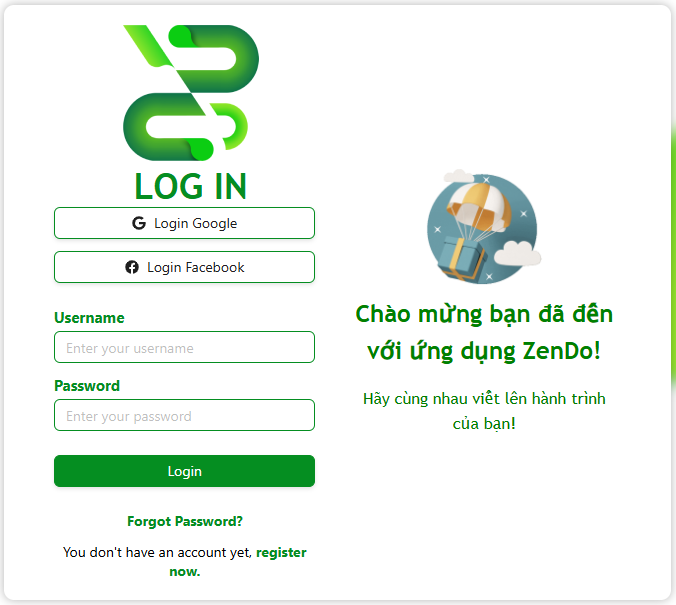 LOG IN
Login Google
Login Facebook
Username
Enter your username
Password
Enter your password
Login
Forgot Password?
You don't have an account yet, register
now.
Chào mừng bạn đã đến
với ứng dụng ZenDo!
Hãy cùng nhau viết lên hành trình
của bạn!